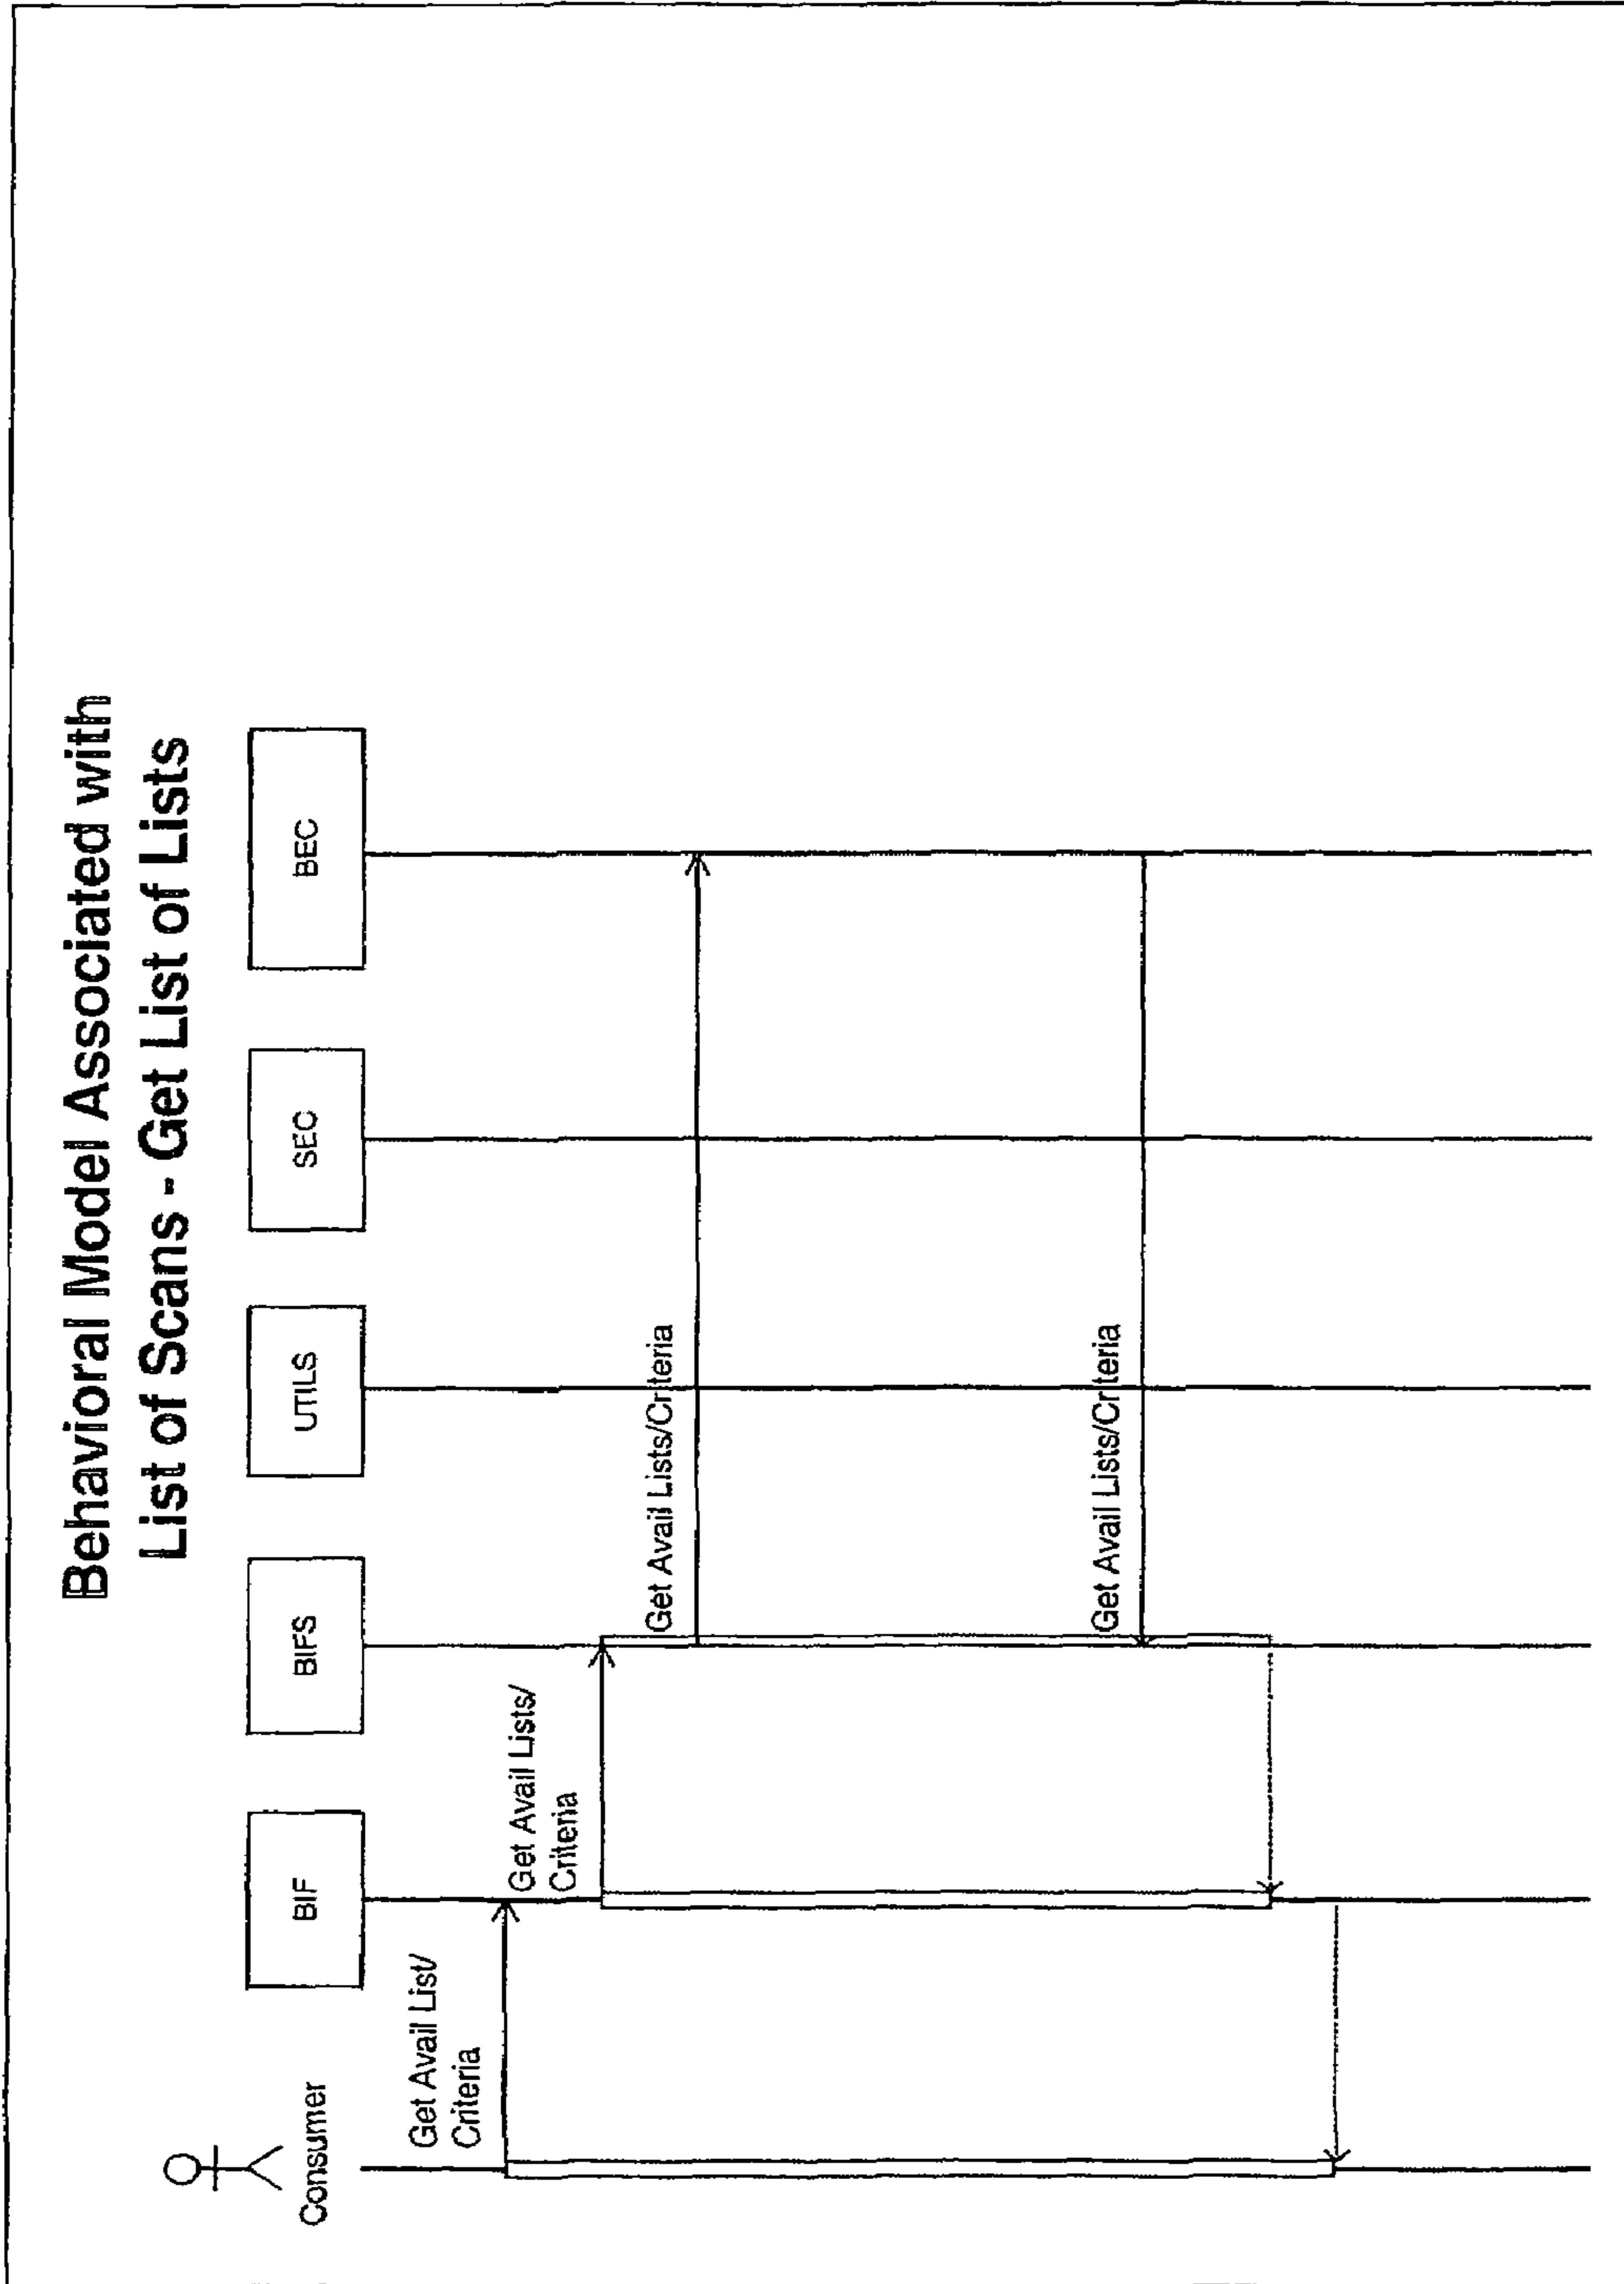 Behavioral Model Associated with
List of Scans - Get List of Lists
Consumer
BIF
BIFS
UTILS
SEC
BEC
Get Avail List/
Criteria
Get Avail Lists/
Criteria
Get Avail Lists/Criteria
Get Avail Lists/Criteria